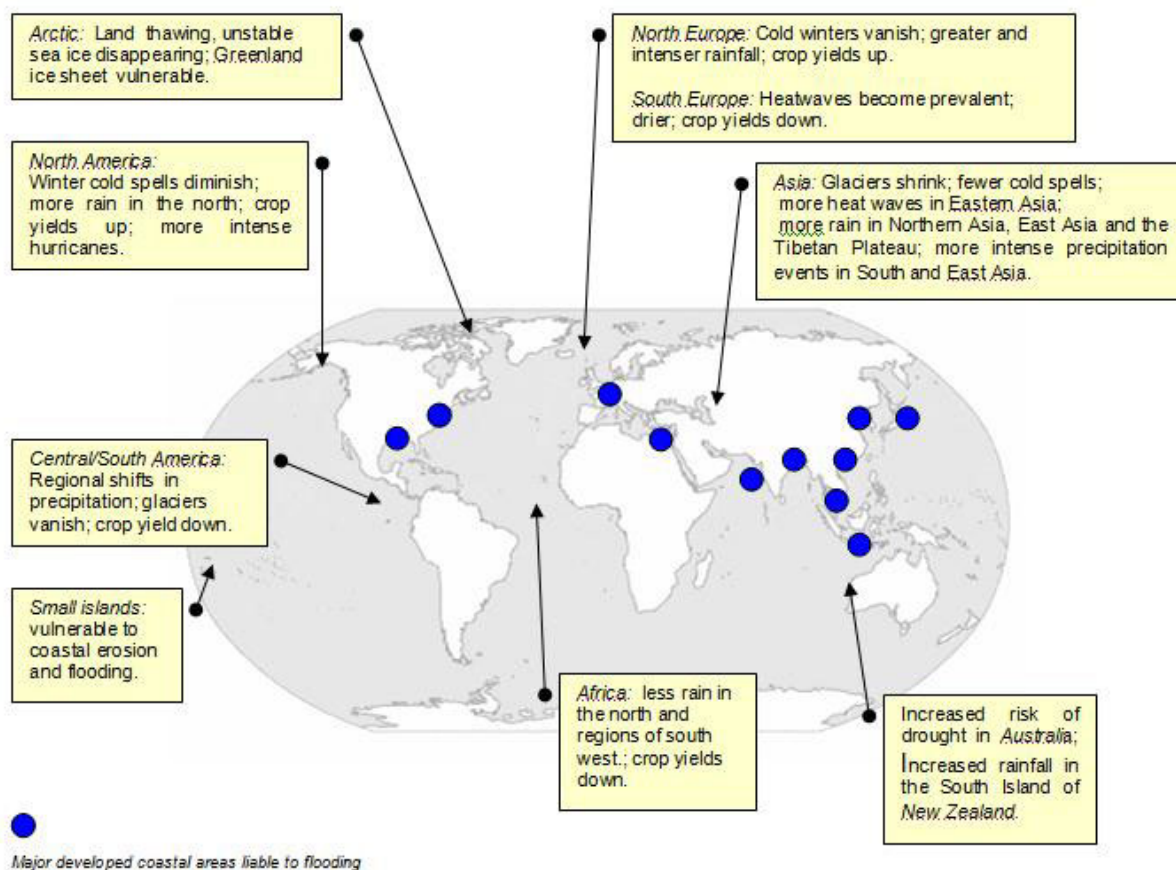 Arctic: Land thawing, unstable
sea ice disappearing; Greenland
ice sheet vulnerable.
North Europe: Cold winters vanish; greater and
intenser rainfall; crop yields up.
South Europe: Heatwaves become prevalent;
drier; crop yields down.
North America:
Winter cold spells diminish;
more rain in the north; crop
yields up; more intense
hurricanes.
Asia: Glaciers shrink; fewer cold spells;
more heat waves in Eastern Asia;
more rain in Northern Asia, East Asia and the
Tibetan Plateau; more intense precipitation
events in South and East Asia.
Central/South America:
Regional shifts in
precipitation; glaciers
vanish; crop yield down.
Small islands:
vulnerable to
coastal erosion
and flooding.
Africa: less rain in
the north and
regions of south
west.; crop yields
down.
Increased risk of
drought in Australia;
Increased rainfall in
the South Island of
New Zealand.
Major developed coastal areas liable to flooding